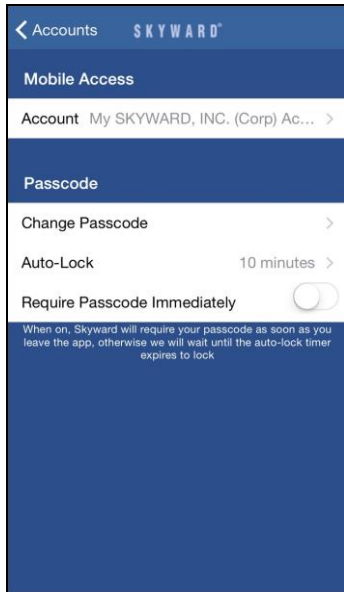 Accounts SKYWARD™
Mobile Access
Account My SKYWARD, INC. (Corp) Ac...
Passcode
Change Passcode
Auto-Lock 10 minutes
Require Passcode Immediately
When on, Skyward will require your passcode as soon as you
leave the app, otherwise we will wait until the auto-lock timer
expires to lock